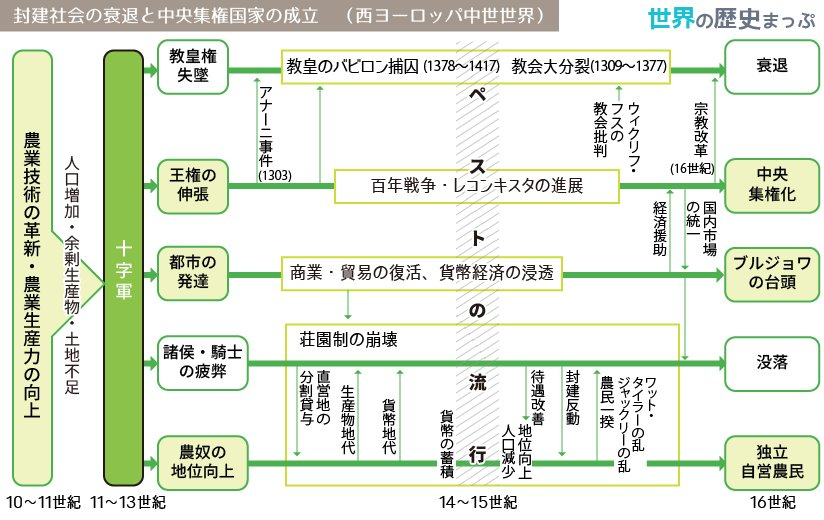 封建社会の衰退と中央集権国家の成立 (西ヨーロッパ中世世界)
世界の歴史まっぷ
農業技術の革新・農業生産力の向上
人口増加・余剰生産物・土地不足
十字軍
教皇権
失墜
教皇のバビロン捕囚(1378〜1417) 教会大分裂(1309〜1377)
衰退
アナーニ事件
(1303)
ウィクリフ・
フスの
教会批判
宗教改革
(16世紀)
王権の
伸張
百年戦争・レコンキスタの進展
中央
集権化
経済援助
国内市場
の統一
都市の
発達
商業・貿易の復活、貨幣経済の浸透
ブルジョワ
の台頭
ペストの流行
荘園制の崩壊
諸侯・騎士
の疲弊
没落
直営地の
分割貸与
生産物地代
貨幣地代
貨幣の蓄積
待遇改善
地位向上
人口減少
封建反動
ワット・
タイラーの乱
ジャックリーの乱
農民一揆
農奴の
地位向上
独立
自営農民
10〜11世紀
11〜13世紀
14〜15世紀
16世紀